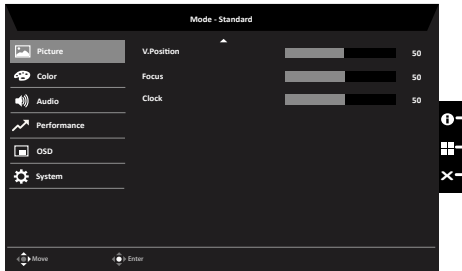 Mode - Standard
Picture
V.Position 50
Color
Focus 50
Audio
Clock 50
Performance
OSD
System
Move Enter